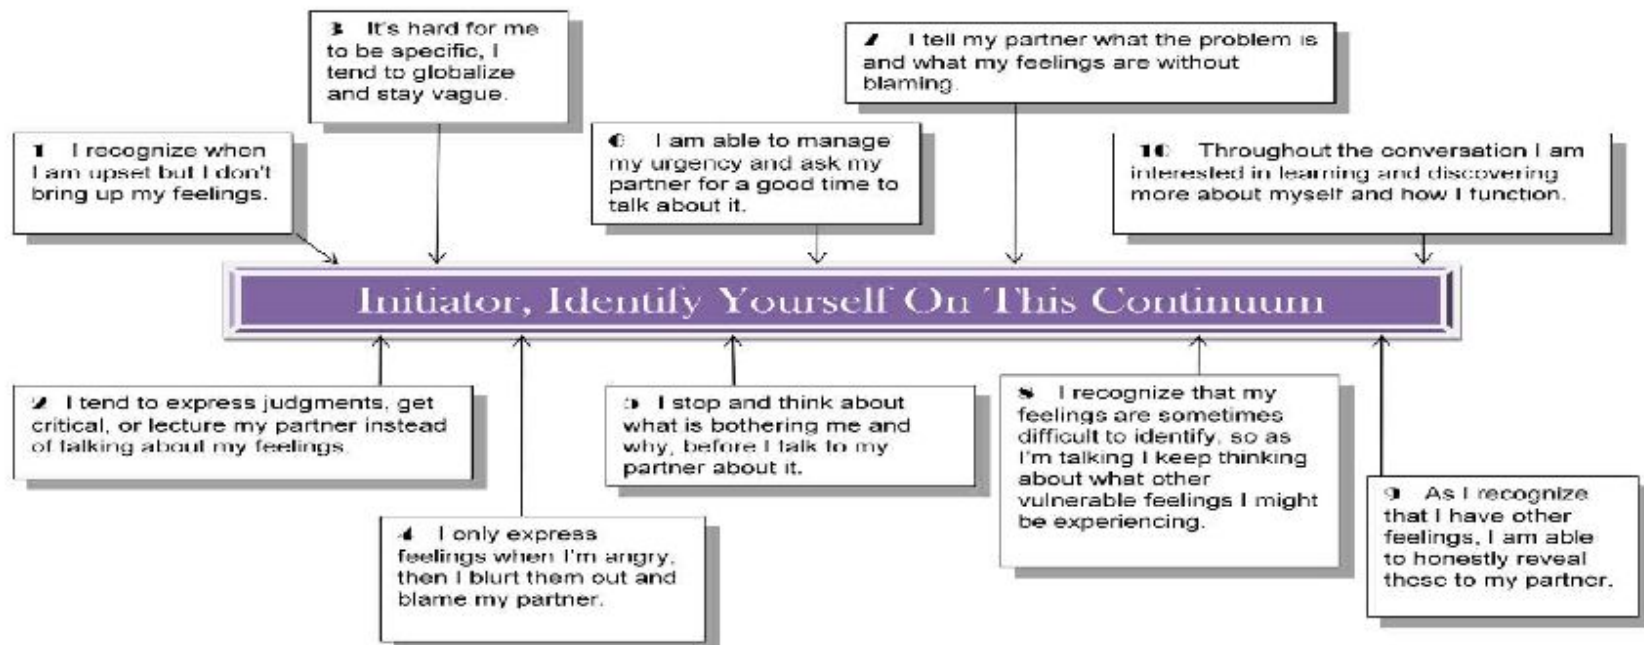 3 It's hard for me
to be specific, I
tend to globalize
and stay vague.
I tell my partner what the problem is
and what my feelings are without
blaming.
1 I recognize when
I am upset but I don't
bring up my feelings.
6 I am able to manage
my urgency and ask my
partner for a good time to
talk about it.
10 Throughout the conversation I am
interested in learning and discovering
more about myself and how I function.
Initiator, Identify Yourself On This Continuum
2 I tend to express judgments, get
critical, or lecture my partner instead
of talking about my feelings.
5 I stop and think about
what is bothering me and
why, before I talk to my
partner about it.
8 I recognize that my
feelings are sometimes
difficult to identify, so as
I'm talking I keep thinking
about what other
vulnerable feelings I might
be experiencing.
9 As I recognize
that I have other
feelings, I am able
to honestly reveal
these to my partner.
4 I only express
feelings when I'm angry,
then I blurt them out and
blame my partner.